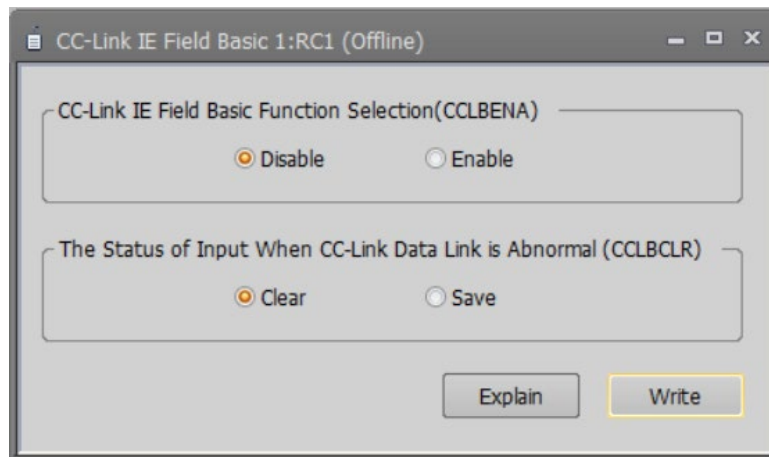 CC-Link IE Field Basic 1:RC1 (Offline)
CC-Link IE Field Basic Function Selection(CCLBENA)
Disable Enable
The Status of Input When CC-Link Data Link is Abnormal (CCLBCLR)
Clear Save
Explain Write